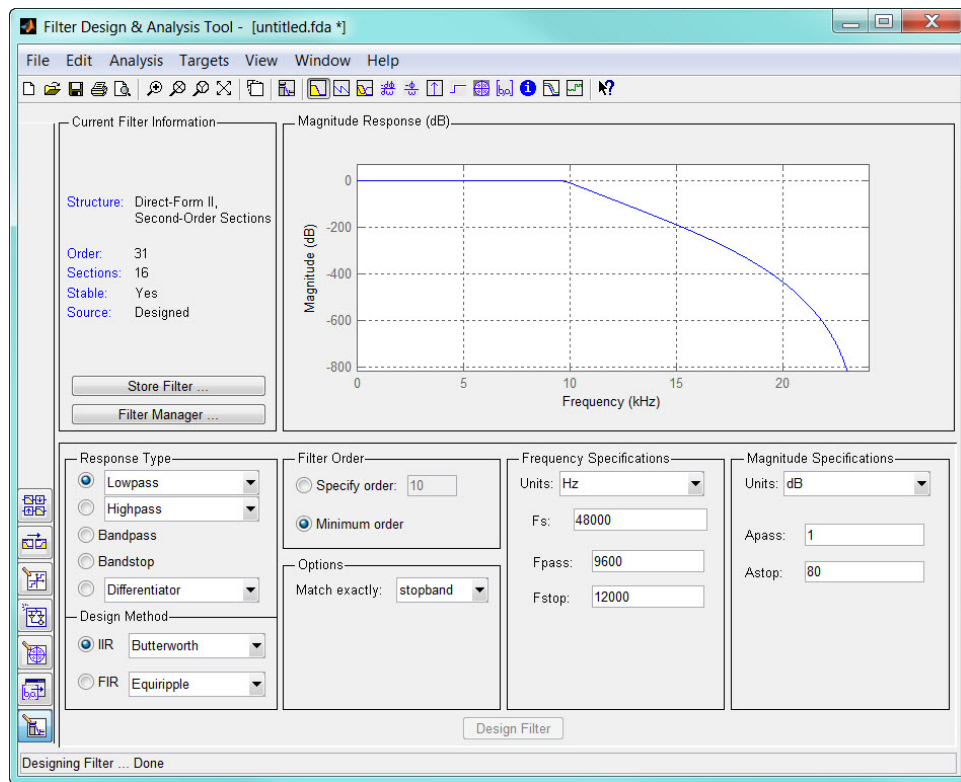 Filter Design & Analysis Tool - [untitled.fda *]
File Edit Analysis Targets View Window Help
Current Filter Information
Structure: Direct-Form II,
Second-Order Sections
Order: 31
Sections: 16
Stable: Yes
Source: Designed
Store Filter ...
Filter Manager ...
Magnitude Response (dB)
Magnitude (dB)
0
-200
-400
-600
-800
0 5 10 15 20
Frequency (kHz)
Response Type
Lowpass
Highpass
Bandpass
Bandstop
Differentiator
Design Method
IIR Butterworth
FIR Equiripple
Filter Order
Specify order: 10
Minimum order
Options
Match exactly: stopband
Frequency Specifications
Units: Hz
Fs: 48000
Fpass: 9600
Fstop: 12000
Magnitude Specifications
Units: dB
Apass: 1
Astop: 80
Design Filter
Designing Filter ... Done